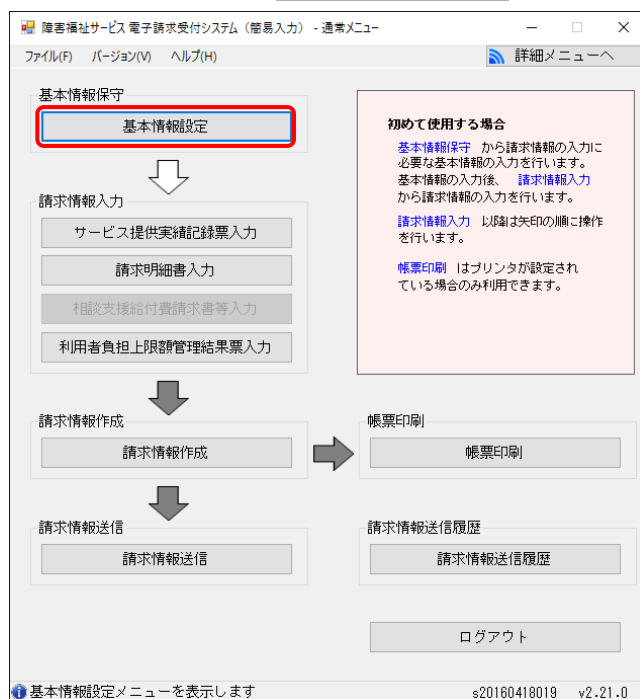 障害福祉サービス 電子請求受付システム（簡易入力） - 通常メニュー
ファイル(F) バージョン(V) ヘルプ(H) 詳細メニューへ
基本情報保守
基本情報設定
初めて使用する場合
基本情報保守 から請求情報の入力に
必要な基本情報の入力を行います。
基本情報の入力後、 請求情報入力
から請求情報の入力を行います。
請求情報入力 以降は矢印の順に操作
を行います。
帳票印刷 はプリンタが設定され
ている場合のみ利用できます。
請求情報入力
サービス提供実績記録票入力
請求明細書入力
相談支援給付費請求書等入力
利用者負担上限額管理結果票入力
請求情報作成
請求情報作成
帳票印刷
帳票印刷
請求情報送信
請求情報送信
請求情報送信履歴
請求情報送信履歴
ログアウト
基本情報設定メニューを表示します s20160418019 v2.21.0